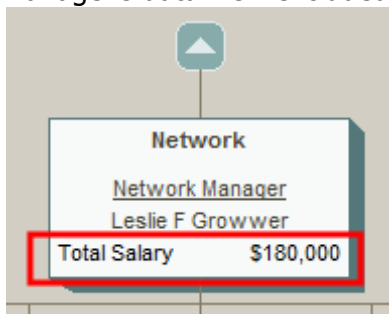 Network
Network Manager
Leslie F Growwer
Total Salary $180,000